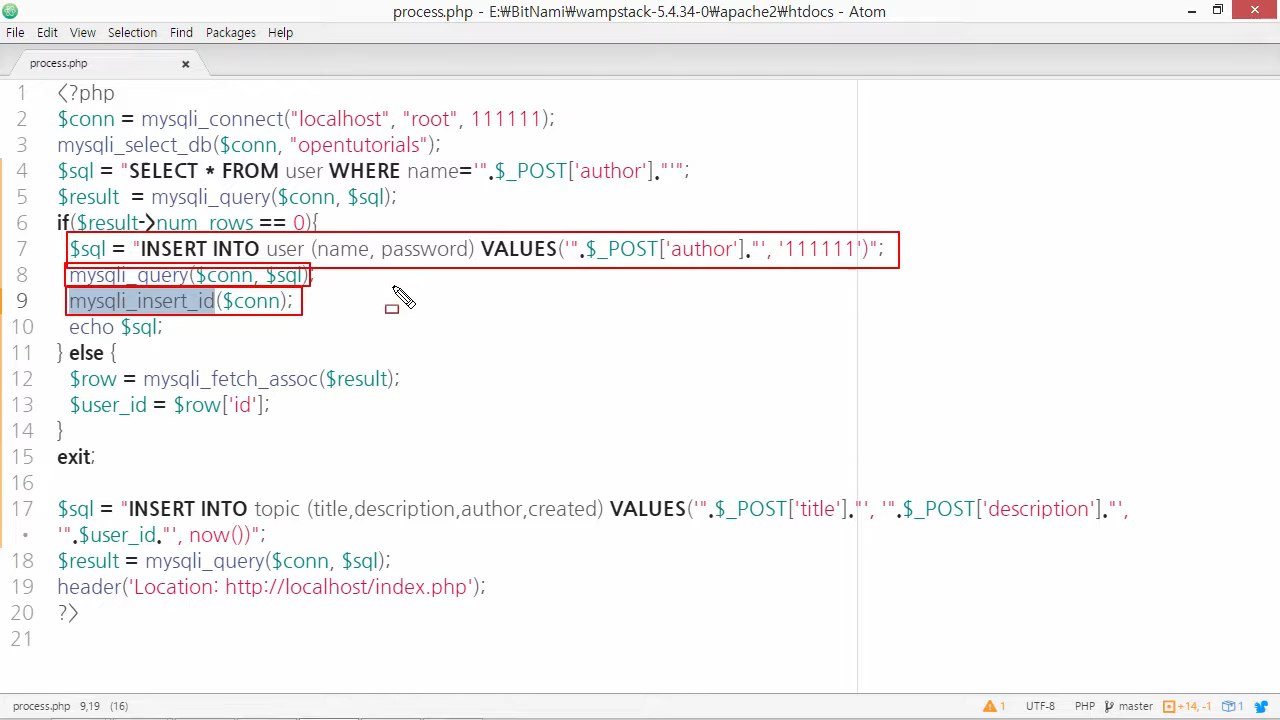 process.php - E:₩BitNami₩wampstack-5.4.34-0₩apache2₩htdocs - Atom
File Edit View Selection Find Packages Help
process.php
1 <?php
2 $conn = mysqli_connect("localhost", "root", 111111);
3 mysqli_select_db($conn, "opentutorials");
4 $sql = "SELECT * FROM user WHERE name='".$_POST['author']."'";
5 $result  = mysqli_query($conn, $sql);
6 if($result->num_rows == 0){
7   $sql = "INSERT INTO user (name, password) VALUES('".$_POST['author']."', '111111')";
8   mysqli_query($conn, $sql);
9   mysqli_insert_id($conn);
10   echo $sql;
11 } else {
12   $row = mysqli_fetch_assoc($result);
13   $user_id = $row['id'];
14 }
15 exit;
16
17 $sql = "INSERT INTO topic (title,description,author,created) VALUES('".$_POST['title']."', '".$_POST['description']."',
• '".$user_id."', now())";
18 $result = mysqli_query($conn, $sql);
19 header('Location: http://localhost/index.php');
20 ?>
21
process.php 9,19 (16) 1 UTF-8 PHP master +14, -1 1